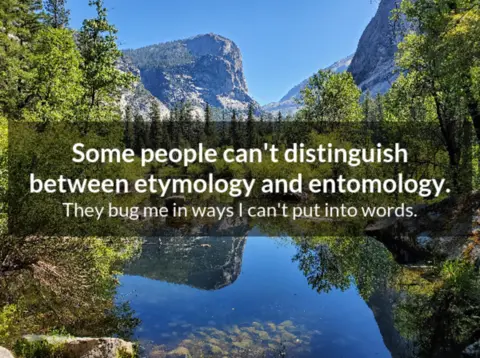 Some people can't distinguish
between etymology and entomology.
They bug me in ways I can't put into words.